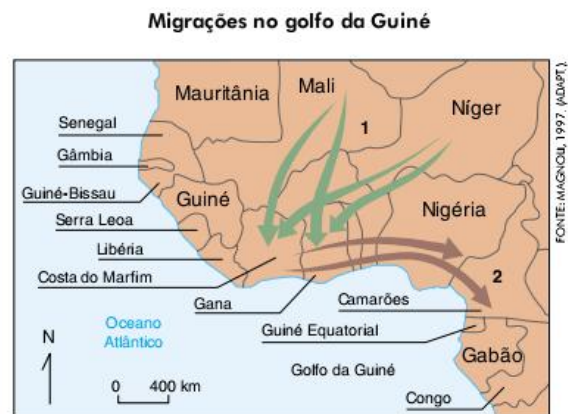 Migrações no golfo da Guiné
Mauritânia
Mali
Níger
1
Senegal
Gâmbia
Guiné-Bissau
Guiné
Serra Leoa
Nigéria
Libéria
Costa do Marfim
2
Gana
Camarões
Oceano
Atlântico
Guiné Equatorial
Gabão
N
Golfo da Guiné
0 400 km
Congo
FONTE: MAGNOLI, 1997. (ADAPT.).